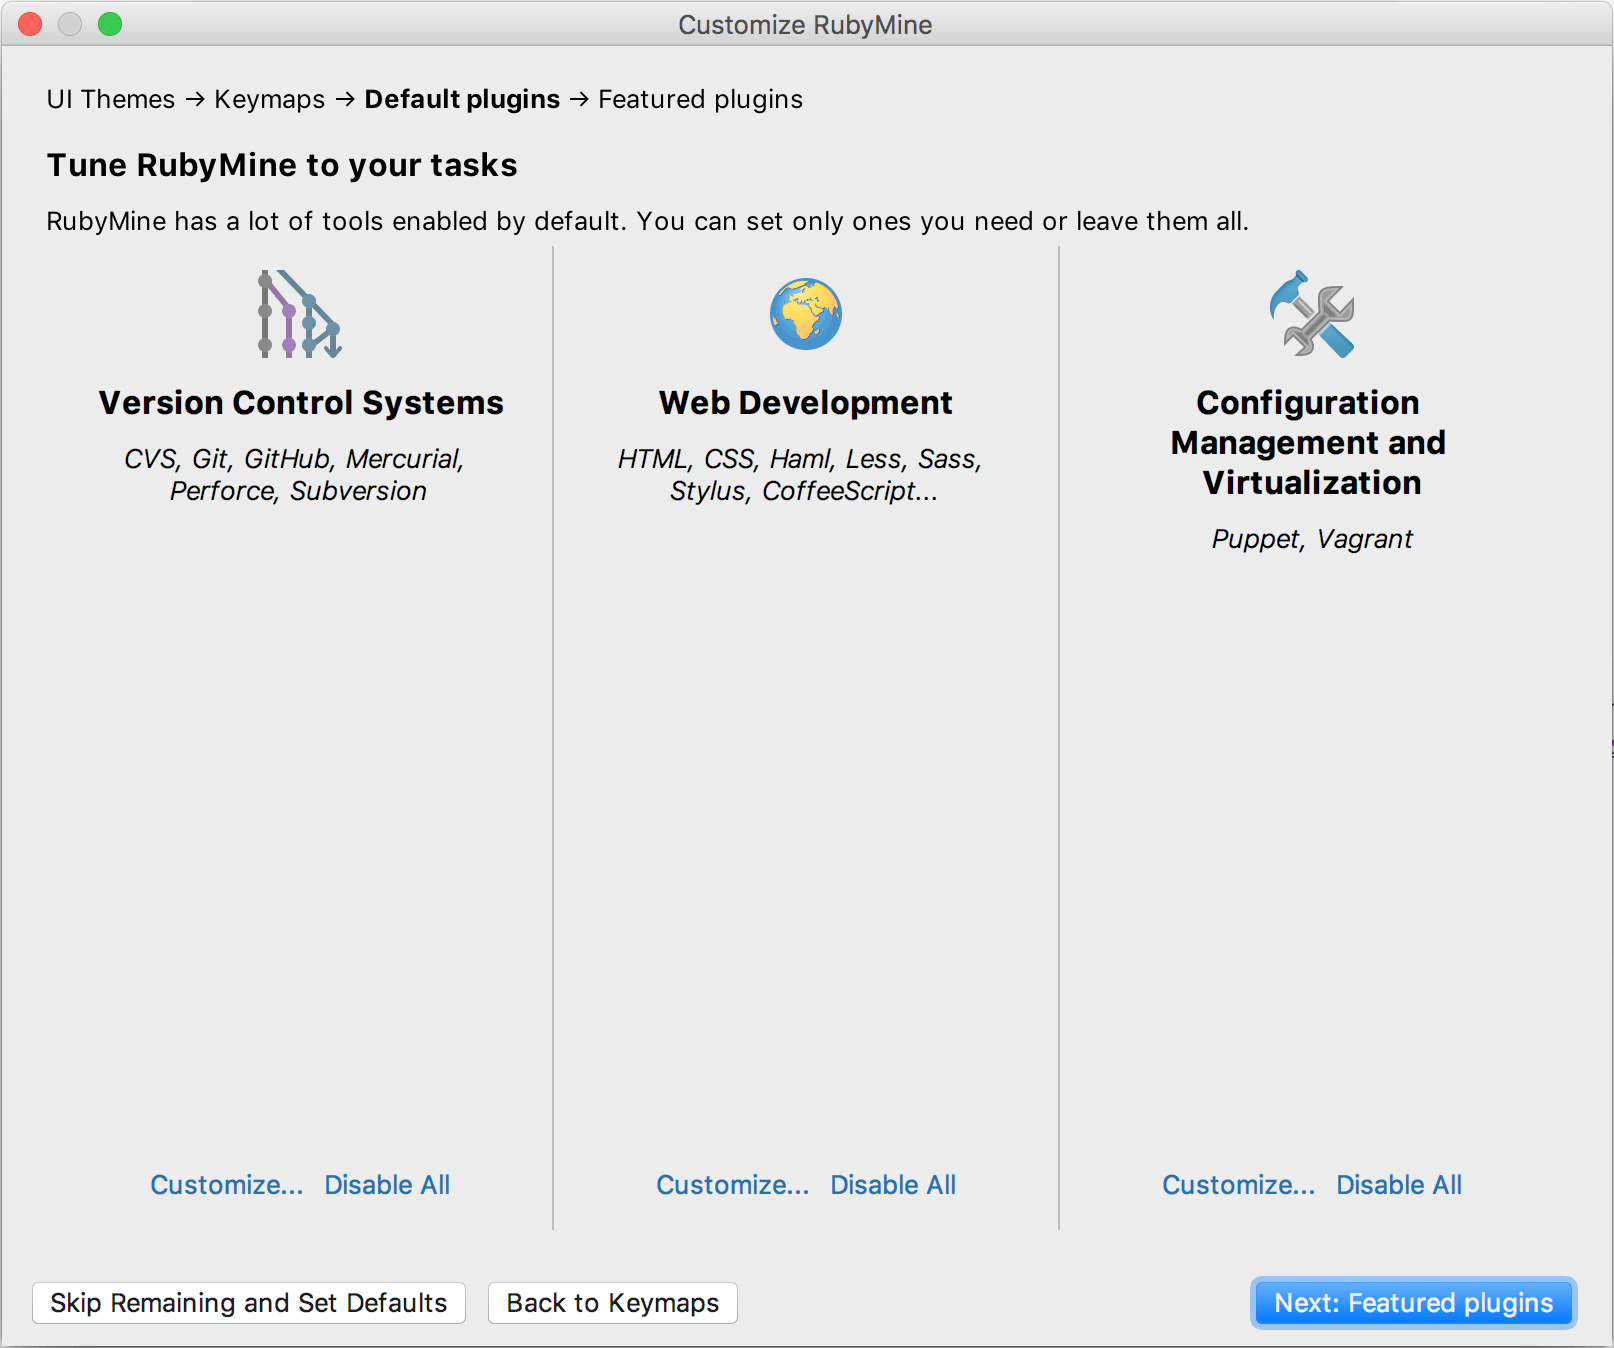 Customize RubyMine
UI Themes → Keymaps → Default plugins → Featured plugins
Tune RubyMine to your tasks
RubyMine has a lot of tools enabled by default. You can set only ones you need or leave them all.
Version Control Systems
CVS, Git, GitHub, Mercurial,
Perforce, Subversion
Customize... Disable All
Web Development
HTML, CSS, Haml, Less, Sass,
Stylus, CoffeeScript...
Customize... Disable All
Configuration
Management and
Virtualization
Puppet, Vagrant
Customize... Disable All
Skip Remaining and Set Defaults
Back to Keymaps
Next: Featured plugins